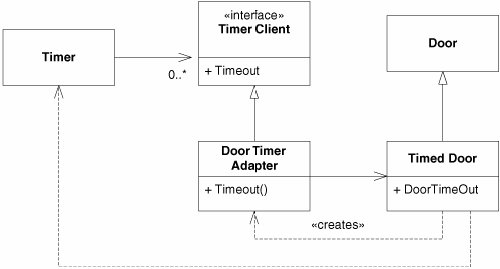 «interface»
Timer Client
Timer
Door
0..*
+ Timeout
Door Timer
Adapter
Timed Door
+ Timeout()
+ DoorTimeOut
«creates»